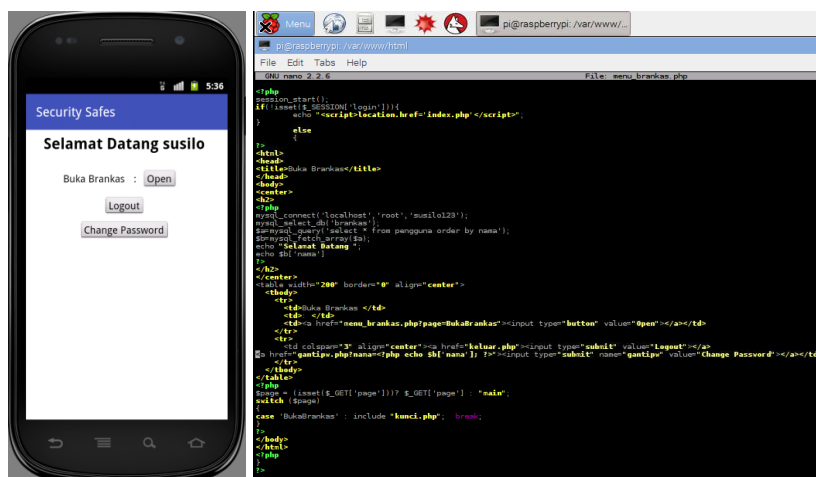 5:36
Security Safes
Selamat Datang susilo
Buka Brankas : Open
Logout
Change Password
Menu
pi@raspberrypi: /var/www/...
pi@raspberrypi: /var/www/html
File Edit Tabs Help
GNU nano 2.2.6 File: menu_brankas.php
<?php
session_start();
if(!isset($_SESSION['login'])){
echo "<script>location.href='index.php'</script>";
}
else
{
?>
<html>
<head>
<title>Buka Brankas</title>
</head>
<body>
<center>
<h2>
<?php
mysql_connect('localhost','root','susilo123');
mysql_select_db('brankas');
$a=mysql_query('select * from pengguna order by nama');
$b=mysql_fetch_array($a);
echo "Selamat Datang ";
echo $b['nama']
?>
</h2>
</center>
<table width="200" border="0" align="center">
<tbody>
<tr>
<td>Buka Brankas </td>
<td>: </td>
<td><a href="menu_brankas.php?page=BukaBrankas"><input type="button" value="Open"></a></td>
</tr>
<tr>
<td colspan="3" align="center"><a href="keluar.php"><input type="submit" value="Logout"></a>
<a href="gantipw.php?nama=<?php echo $b['nama']; ?>"><input type="submit" name="gantipw" value="Change Password"></a></td
</tr>
</tbody>
</table>
<?php
$page = (isset($_GET['page']))? $_GET['page'] : "main";
switch ($page)
{
case 'BukaBrankas' : include "kunci.php"; break;
}
?>
</body>
</html>
<?php
}
?>